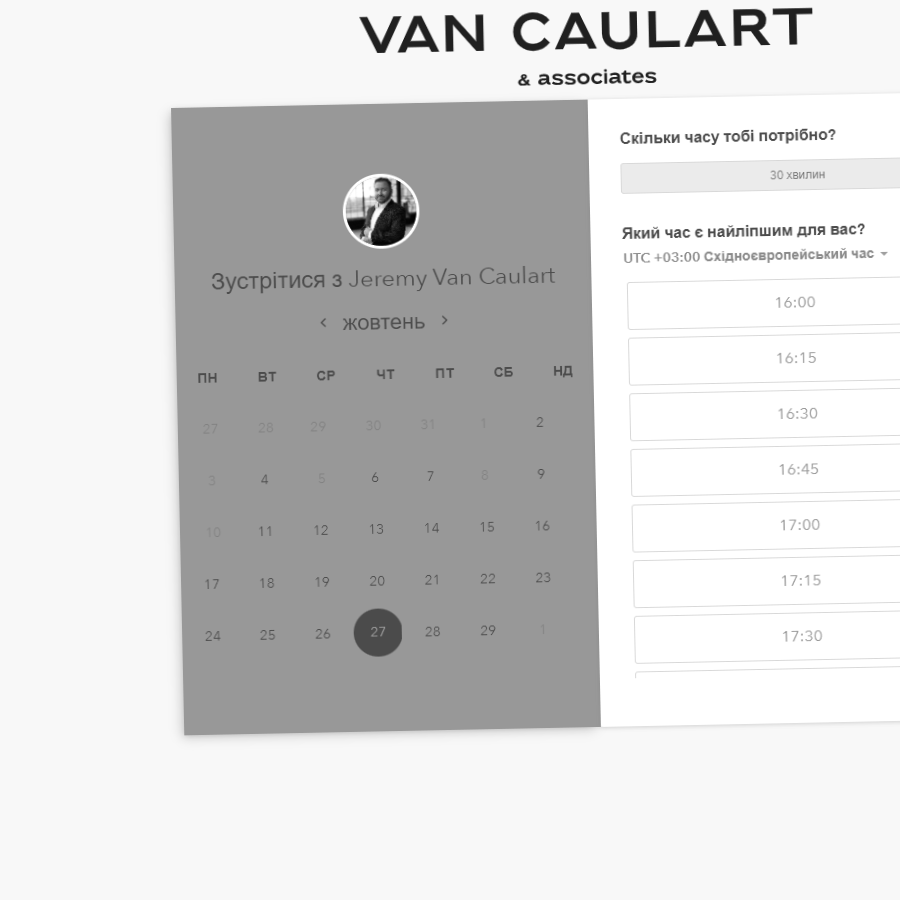 VAN CAULART
& associates
Зустрітися з Jeremy Van Caulart
жовтень
ПН ВТ СР ЧТ ПТ СБ НД
27 28 29 30 31 1 2
3 4 5 6 7 8 9
10 11 12 13 14 15 16
17 18 19 20 21 22 23
24 25 26 27 28 29 1
Скільки часу тобі потрібно?
30 хвилин
Який час є найліпшим для вас?
UTC +03:00 Східноєвропейський час
16:00
16:15
16:30
16:45
17:00
17:15
17:30